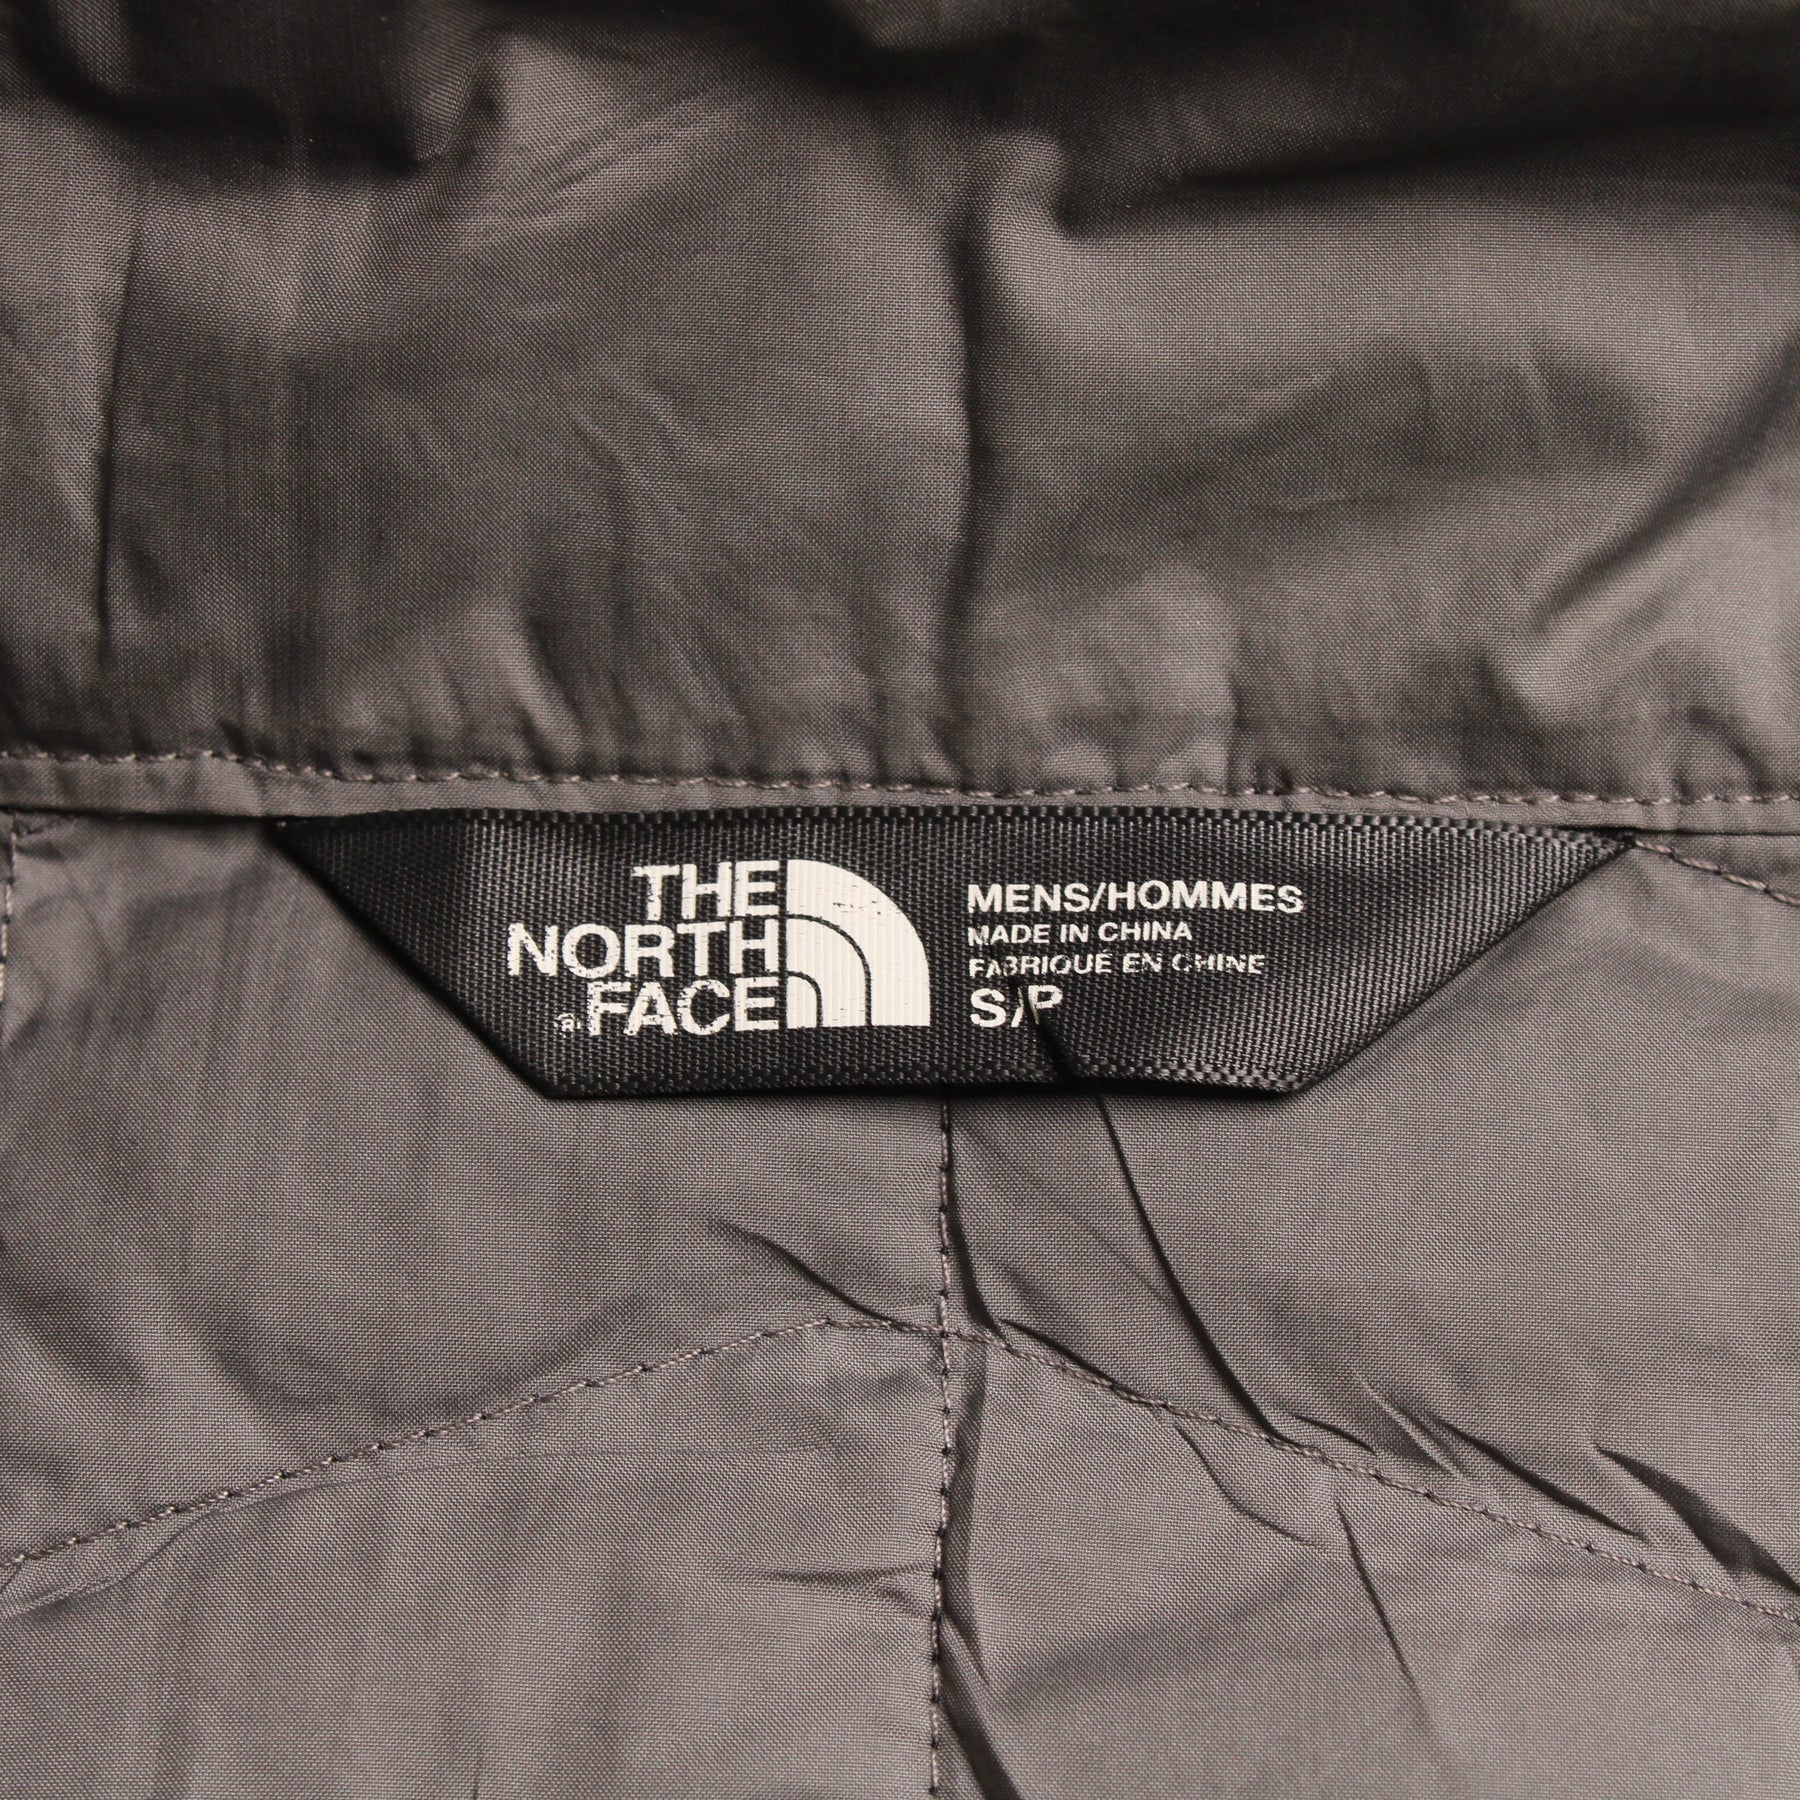 THE
NORTH
® FACE
MENS/HOMMES
MADE IN CHINA
FABRIQUÉ EN CHINE
S/P